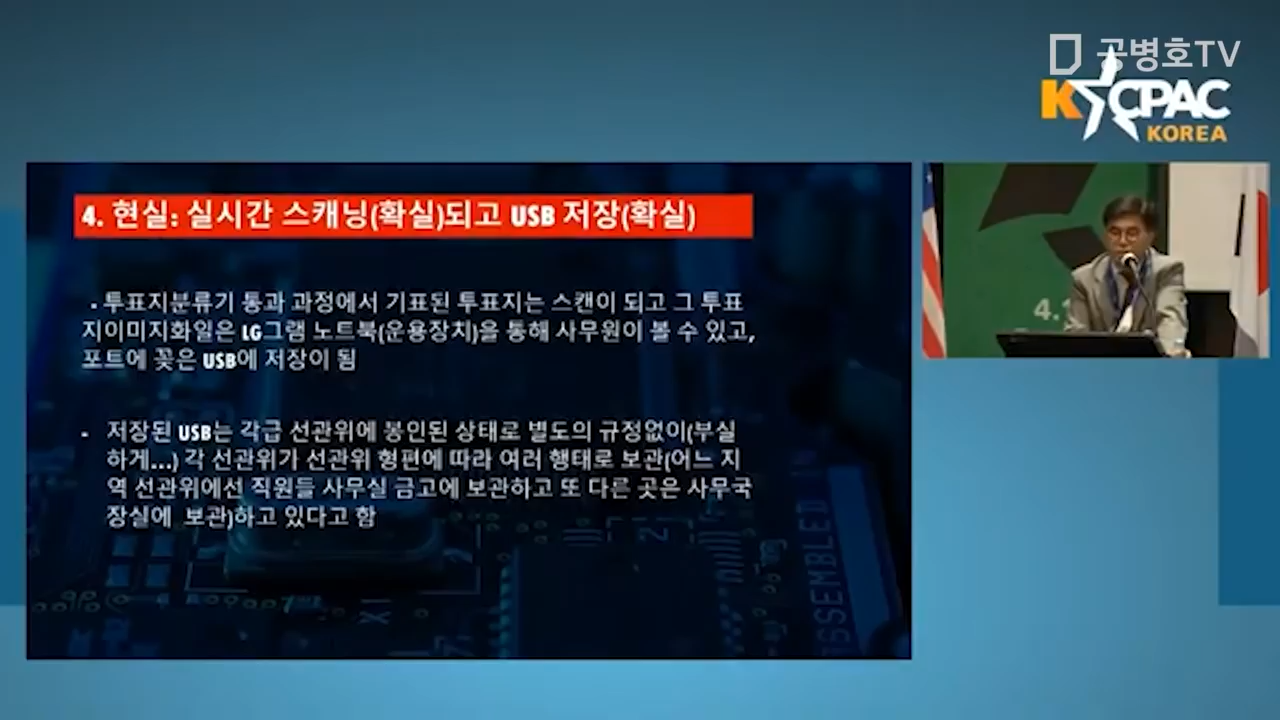 공병호TV
K CPAC
KOREA
4. 현실: 실시간 스캐닝(확실)되고 USB 저장(확실)
- 투표지분류기 통과 과정에서 기표된 투표지는 스캔이 되고 그 투표
지이미지화일은 LG그램 노트북(운용장치)을 통해 사무원이 볼 수 있고,
포트에 꽂은 USB에 저장이 됨
- 저장된 USB는 각급 선관위에 봉인된 상태로 별도의 규정없이(부실
하게...) 각 선관위가 선관위 형편에 따라 여러 행태로 보관(어느 지
역 선관위에선 직원들 사무실 금고에 보관하고 또 다른 곳은 사무국
장실에 보관)하고 있다고 함
4.
ASSEMBLED